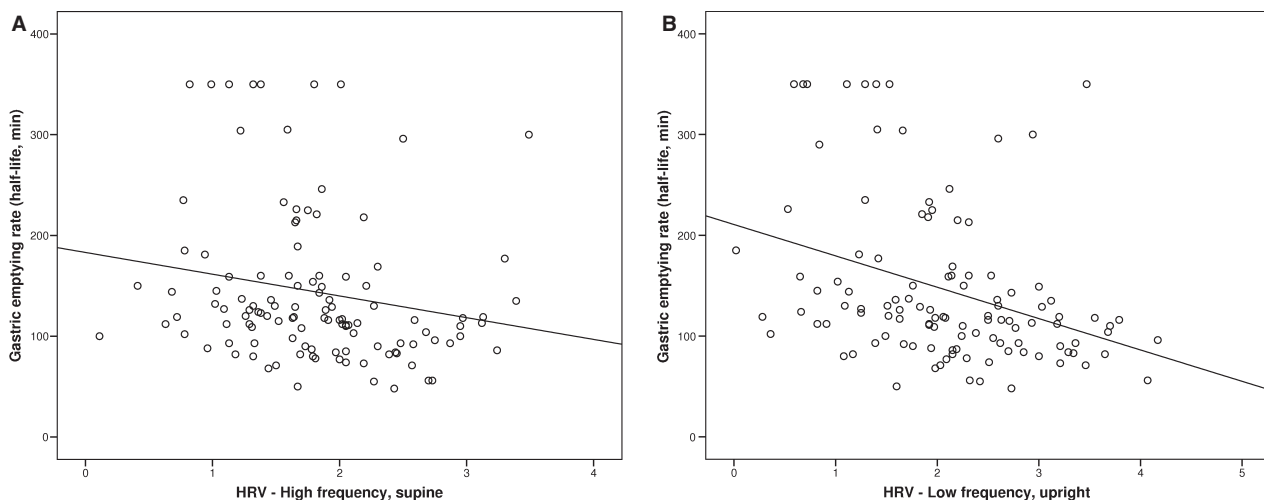 A
Gastric emptying rate (half-life, min)
400
300
200
100
0
0 1 2 3 4
HRV - High frequency, supine
B
Gastric emptying rate (half-life, min)
400
300
200
100
0
0 1 2 3 4 5
HRV - Low frequency, upright